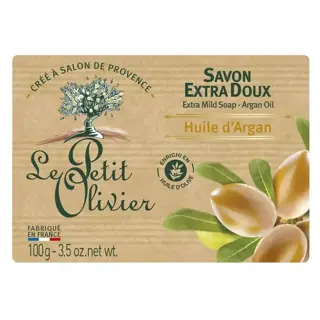 CRÉÉ À SALON DE PROVENCE
Le Petit
Olivier
FABRIQUÉ
EN FRANCE
100g - 3.5 oz.net wt.
SAVON
EXTRA DOUX
Extra Mild Soap - Argan Oil
Huile d'Argan
ENRICHI EN
HUILE D'OLIVE